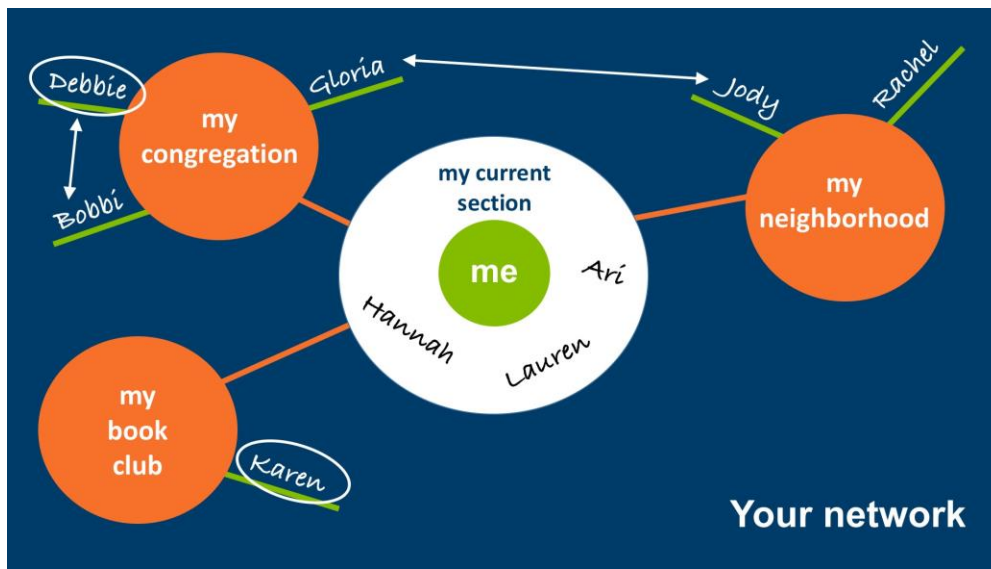 Debbie
Gloria
my
congregation
Bobbi
Jody
Rachel
my
neighborhood
my current
section
me
Ari
Hannah
Lauren
my
book
club
Karen
Your network